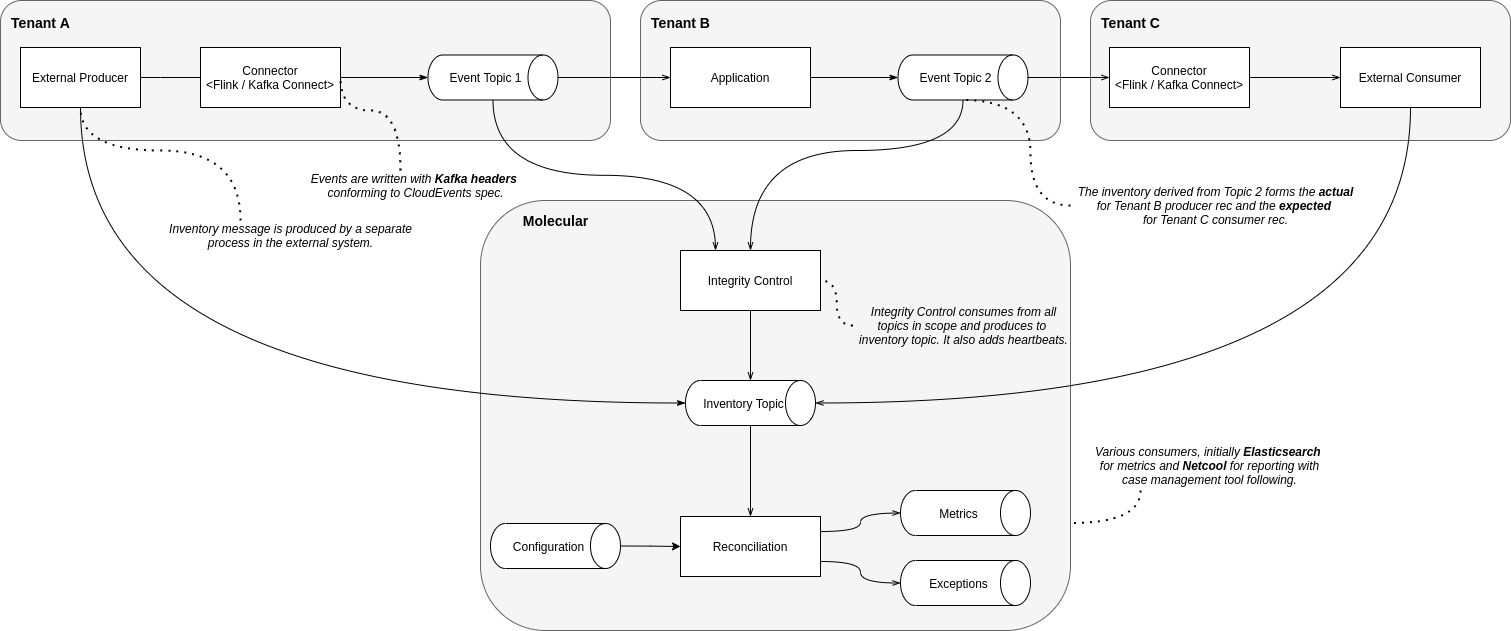 Tenant A
Tenant B
Tenant C
External Producer
Connector
<Flink / Kafka Connect>
Event Topic 1
Application
Event Topic 2
Connector
<Flink / Kafka Connect>
External Consumer
Events are written with Kafka headers
conforming to CloudEvents spec.
Inventory message is produced by a separate
process in the external system.
The inventory derived from Topic 2 forms the actual
for Tenant B producer rec and the expected
for Tenant C consumer rec.
Molecular
Integrity Control
Integrity Control consumes from all
topics in scope and produces to
inventory topic. It also adds heartbeats.
Inventory Topic
Various consumers, initially Elasticsearch
for metrics and Netcool for reporting with
case management tool following.
Configuration
Reconciliation
Metrics
Exceptions